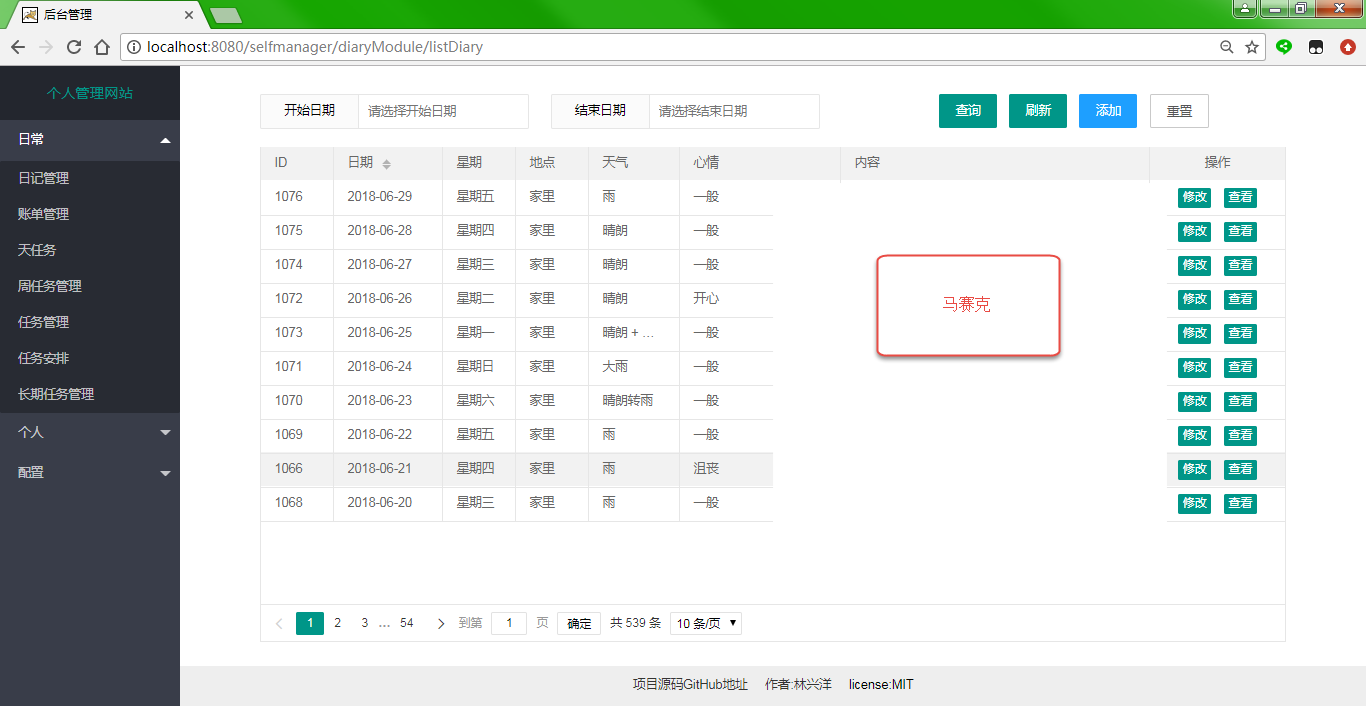 后台管理
localhost:8080/selfmanager/diaryModule/listDiary
个人管理网站
日常
日记管理
账单管理
天任务
周任务管理
任务管理
任务安排
长期任务管理
个人
配置
开始日期 请选择开始日期 结束日期 请选择结束日期 查询 刷新 添加 重置
ID 日期 星期 地点 天气 心情 内容 操作
1076 2018-06-29 星期五 家里 雨 一般 修改 查看
1075 2018-06-28 星期四 家里 晴朗 一般 修改 查看
1074 2018-06-27 星期三 家里 晴朗 一般 修改 查看
1072 2018-06-26 星期二 家里 晴朗 开心 修改 查看
1073 2018-06-25 星期一 家里 晴朗 + ... 一般 修改 查看
1071 2018-06-24 星期日 家里 大雨 一般 修改 查看
1070 2018-06-23 星期六 家里 晴朗转雨 一般 修改 查看
1069 2018-06-22 星期五 家里 雨 一般 修改 查看
1066 2018-06-21 星期四 家里 雨 沮丧 修改 查看
1068 2018-06-20 星期三 家里 雨 一般 修改 查看
马赛克
1 2 3 ... 54 到第 1 页 确定 共 539 条 10 条/页
项目源码GitHub地址 作者:林兴洋 license:MIT